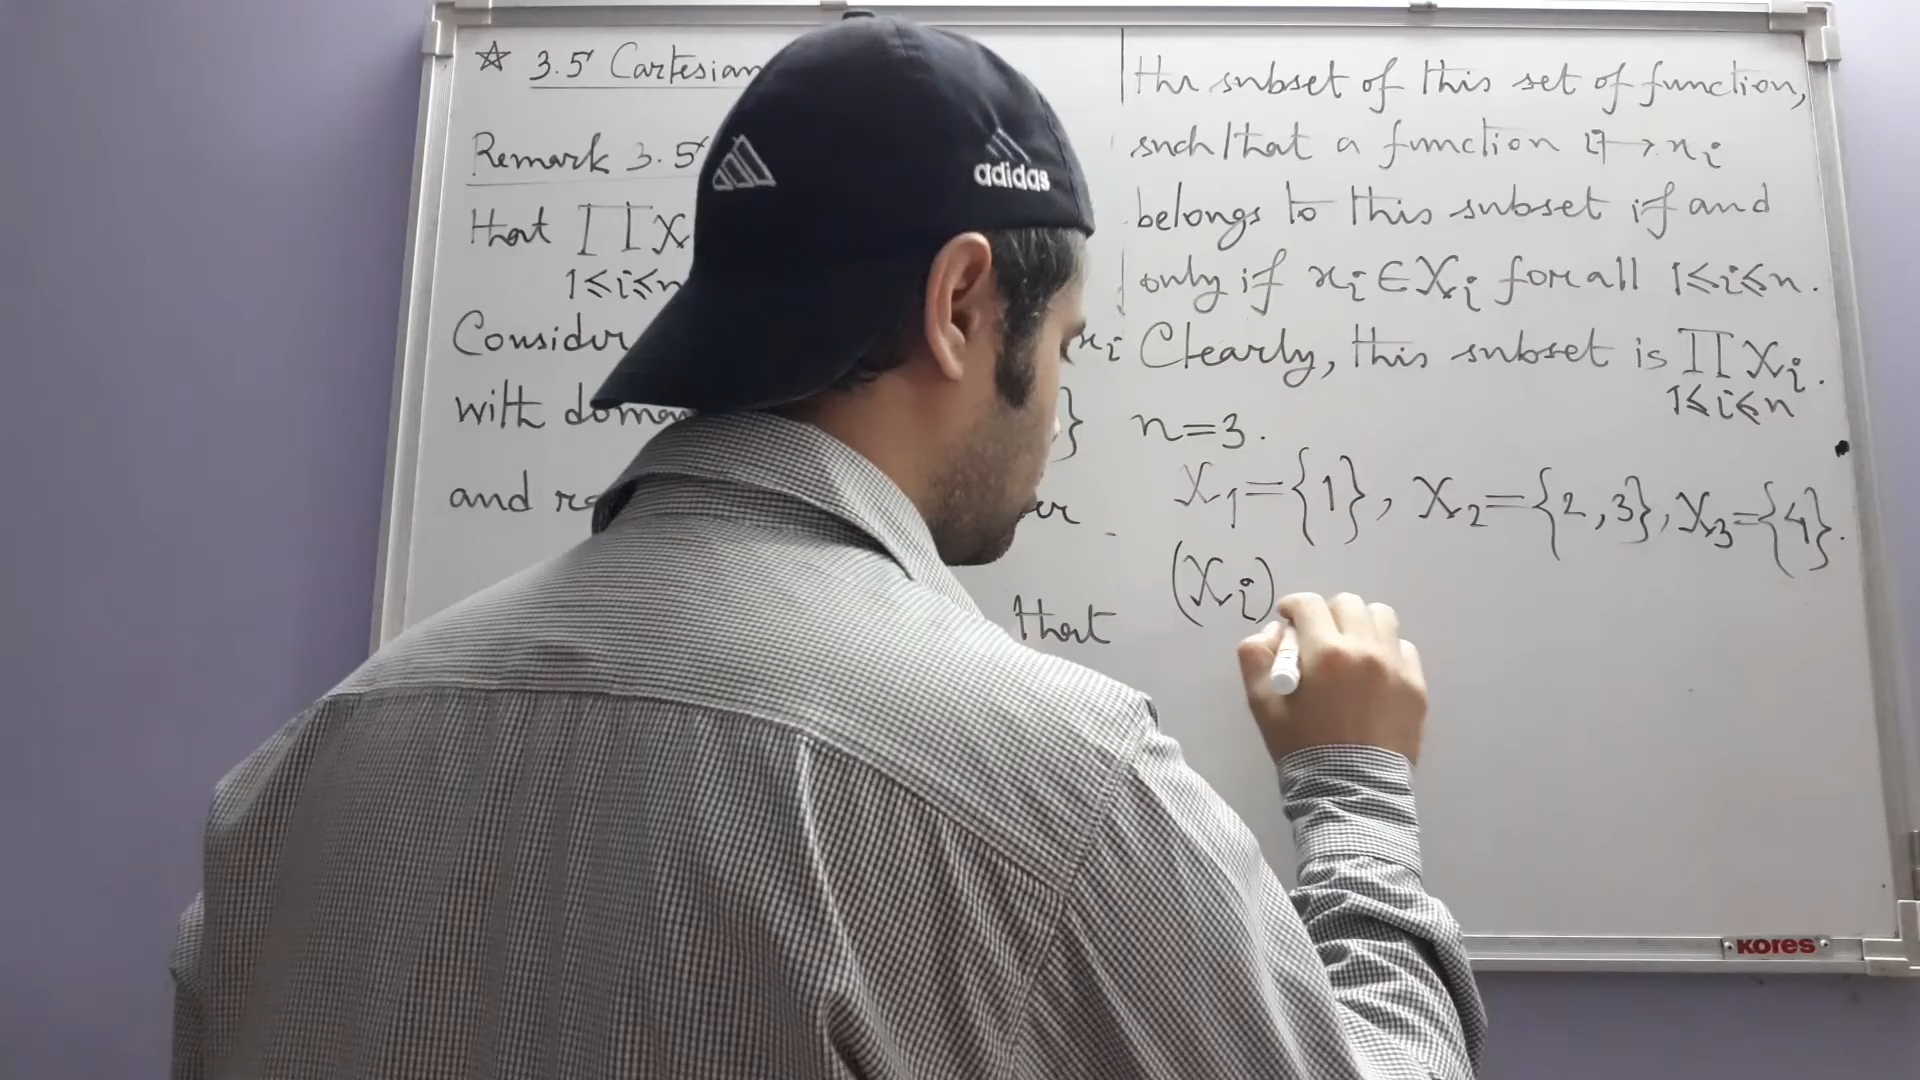 ☆ 3.5 Cartesian
Remark 3.5
that ∏ X
1≤i≤n
Consider
with domain
and
that
the subset of this set of function,
such that a function i ↦ xᵢ
belongs to this subset if and
only if xᵢ ∈ Xᵢ for all 1≤i≤n.
xᵢ Clearly, this subset is ∏ Xᵢ.
1≤i≤n
n=3.
X₁={1}, X₂={2,3}, X₃={4}.
(Xᵢ)
adidas
KORES